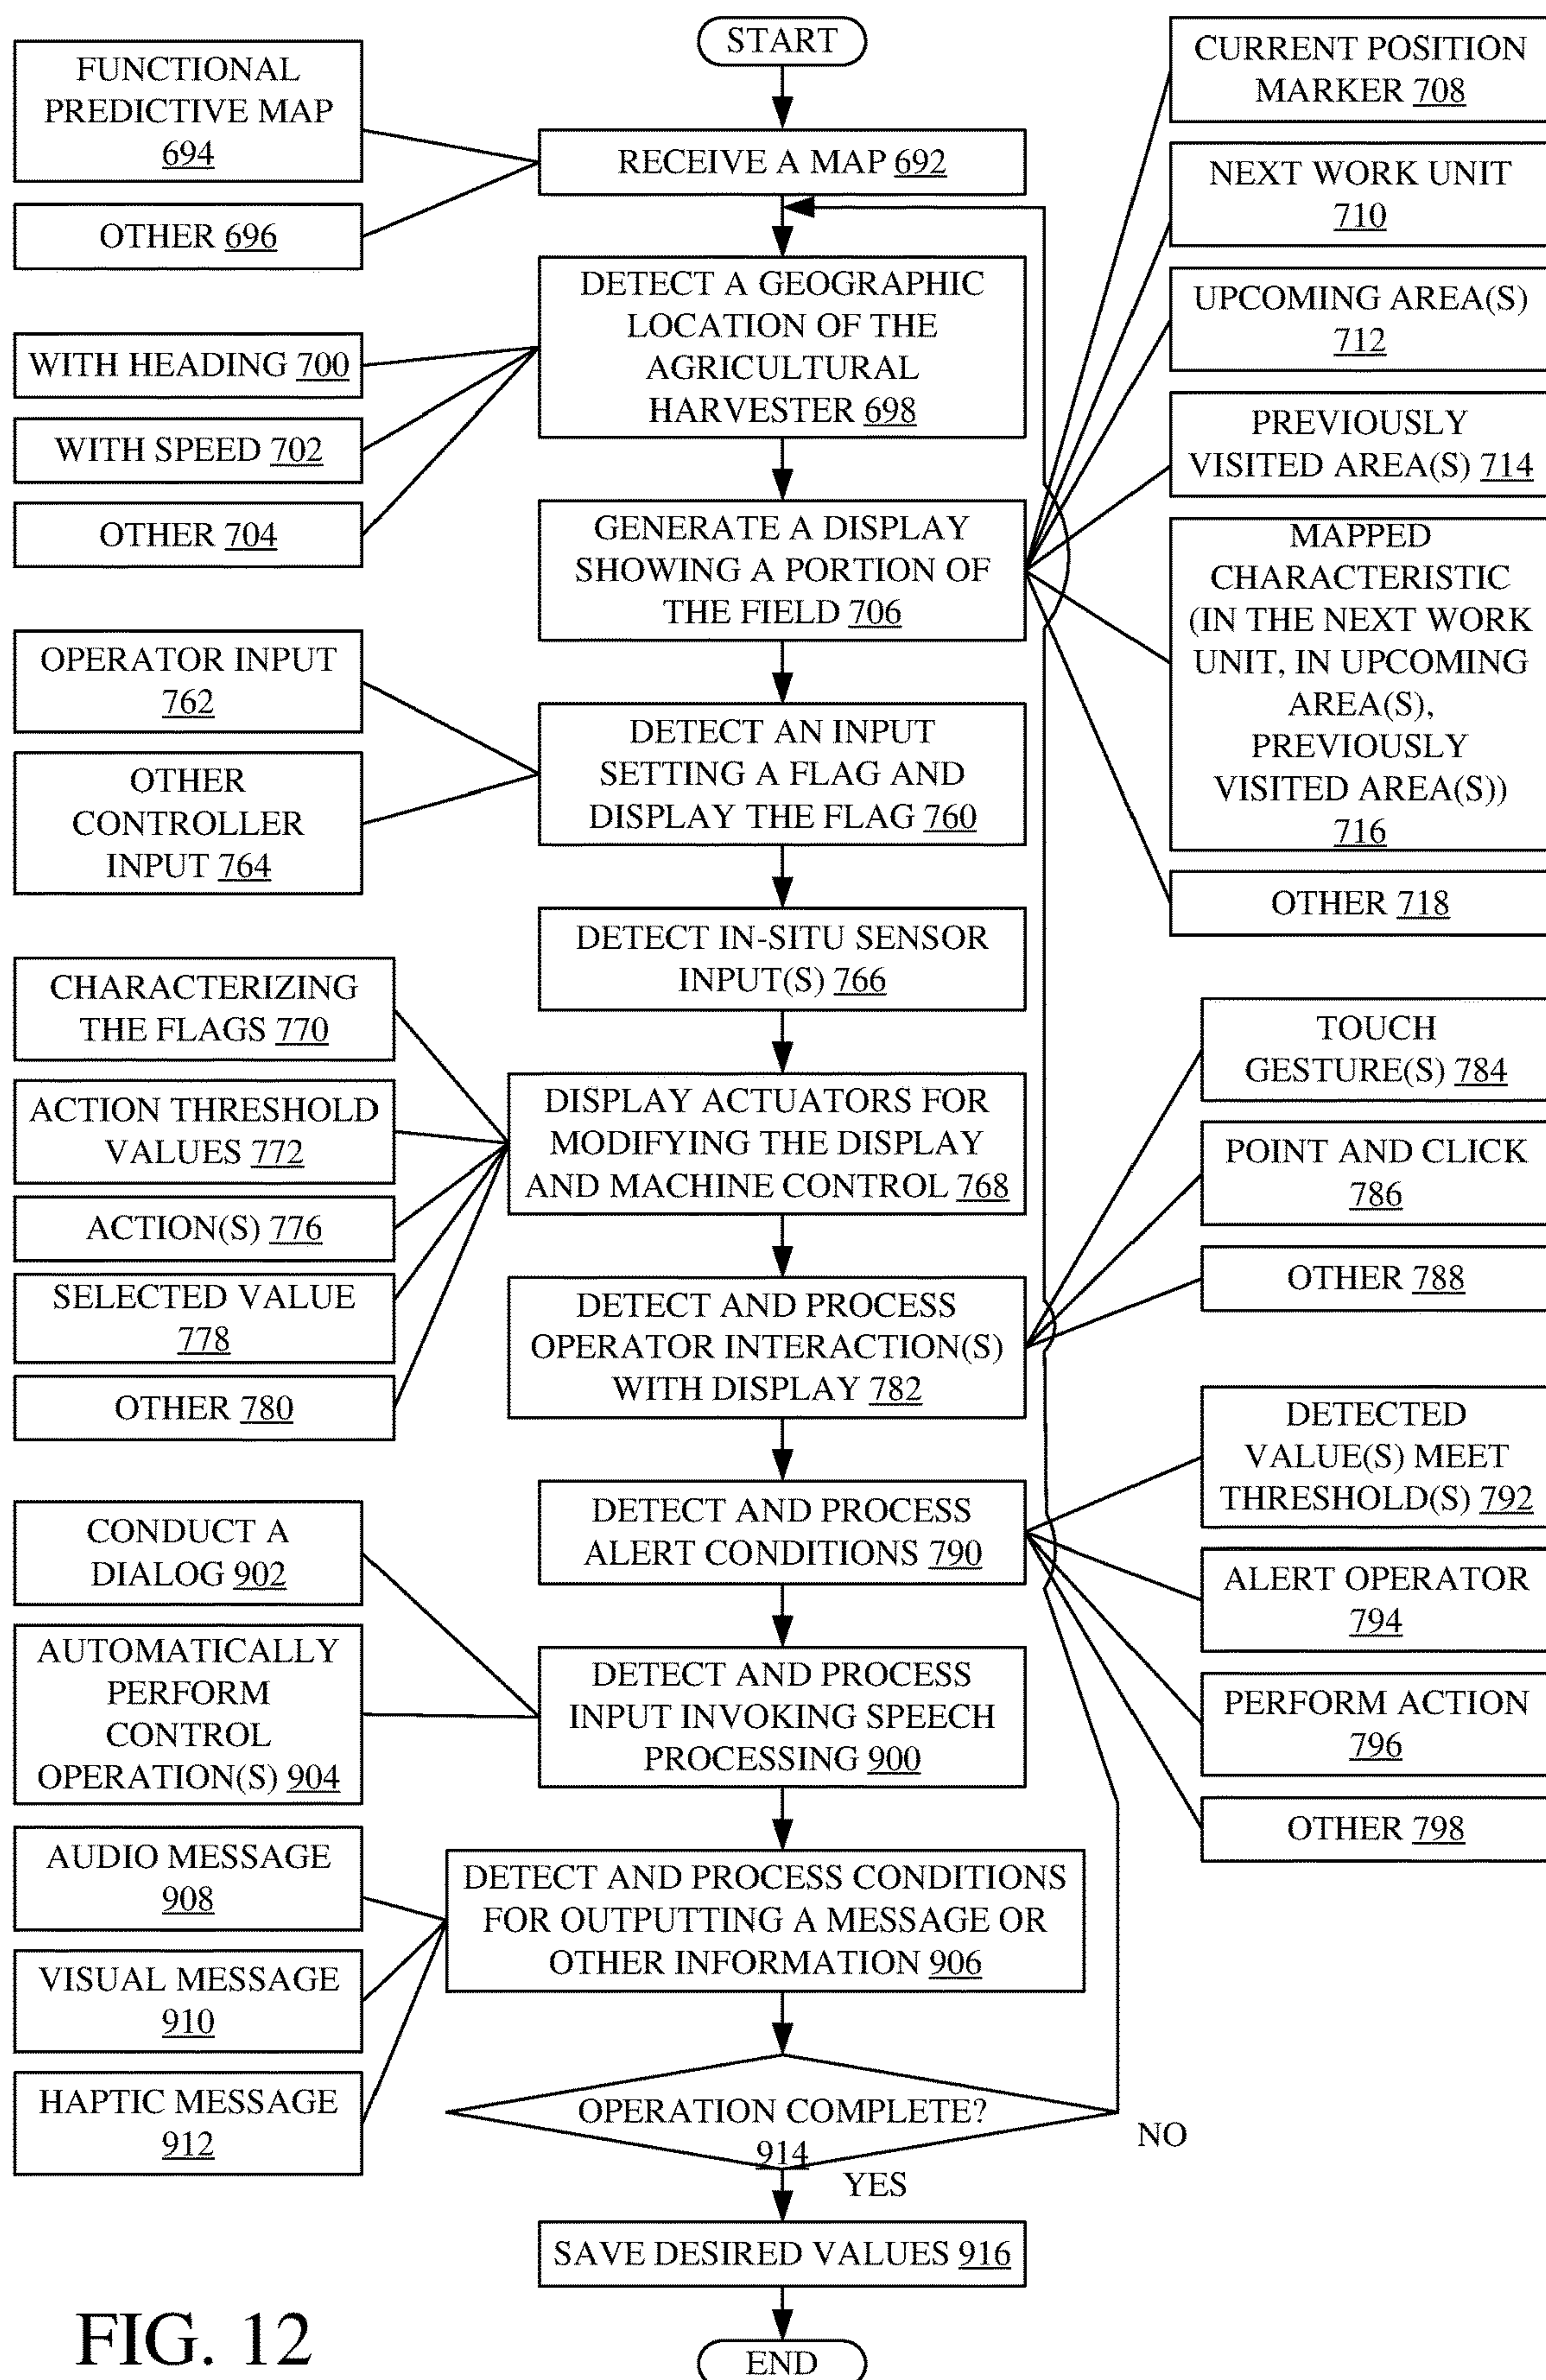 START
FUNCTIONAL
PREDICTIVE MAP
694
OTHER 696
RECEIVE A MAP 692
WITH HEADING 700
WITH SPEED 702
OTHER 704
DETECT A GEOGRAPHIC
LOCATION OF THE
AGRICULTURAL
HARVESTER 698
GENERATE A DISPLAY
SHOWING A PORTION OF
THE FIELD 706
CURRENT POSITION
MARKER 708
NEXT WORK UNIT
710
UPCOMING AREA(S)
712
PREVIOUSLY
VISITED AREA(S) 714
MAPPED
CHARACTERISTIC
(IN THE NEXT WORK
UNIT, IN UPCOMING
AREA(S),
PREVIOUSLY
VISITED AREA(S))
716
OTHER 718
OPERATOR INPUT
762
OTHER
CONTROLLER
INPUT 764
DETECT AN INPUT
SETTING A FLAG AND
DISPLAY THE FLAG 760
DETECT IN-SITU SENSOR
INPUT(S) 766
CHARACTERIZING
THE FLAGS 770
ACTION THRESHOLD
VALUES 772
ACTION(S) 776
SELECTED VALUE
778
OTHER 780
DISPLAY ACTUATORS FOR
MODIFYING THE DISPLAY
AND MACHINE CONTROL 768
DETECT AND PROCESS
OPERATOR INTERACTION(S)
WITH DISPLAY 782
TOUCH
GESTURE(S) 784
POINT AND CLICK
786
OTHER 788
DETECT AND PROCESS
ALERT CONDITIONS 790
DETECTED
VALUE(S) MEET
THRESHOLD(S) 792
ALERT OPERATOR
794
PERFORM ACTION
796
OTHER 798
CONDUCT A
DIALOG 902
AUTOMATICALLY
PERFORM
CONTROL
OPERATION(S) 904
DETECT AND PROCESS
INPUT INVOKING SPEECH
PROCESSING 900
AUDIO MESSAGE
908
VISUAL MESSAGE
910
HAPTIC MESSAGE
912
DETECT AND PROCESS CONDITIONS
FOR OUTPUTTING A MESSAGE OR
OTHER INFORMATION 906
OPERATION COMPLETE?
914
NO
YES
SAVE DESIRED VALUES 916
END
FIG. 12